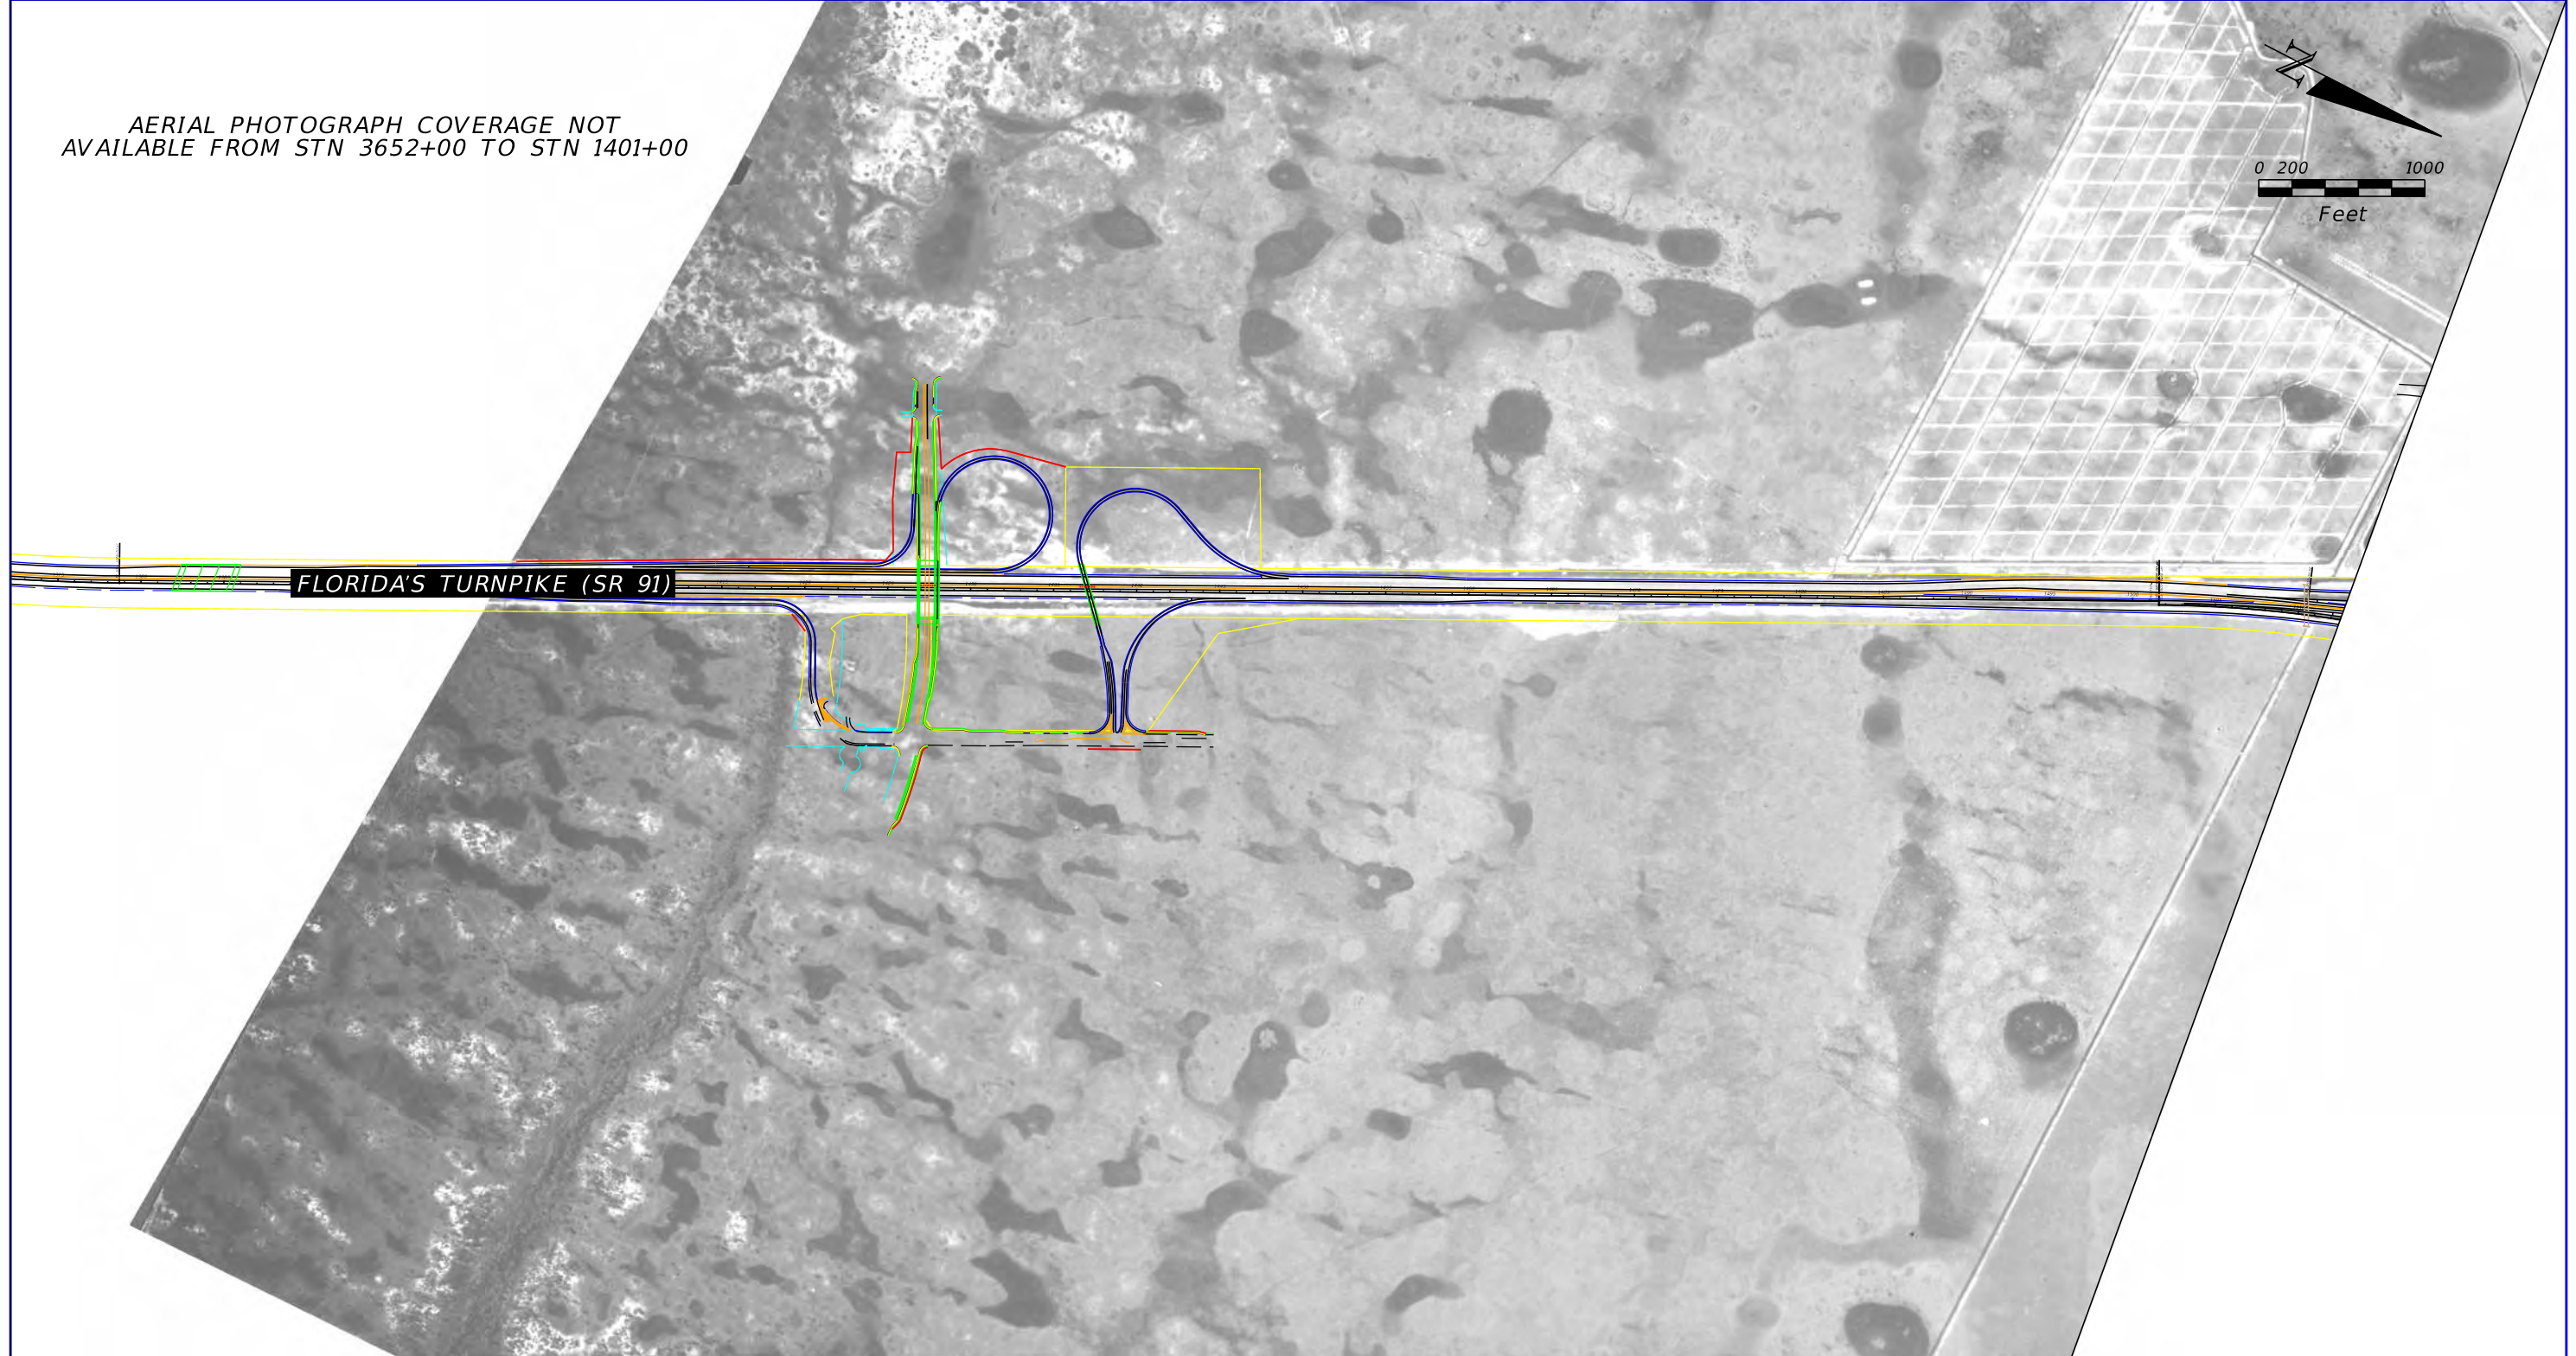 AERIAL PHOTOGRAPH COVERAGE NOT
AVAILABLE FROM STN 3652+00 TO STN 1401+00
N
0 200 1000
Feet
FLORIDA'S TURNPIKE (SR 91)